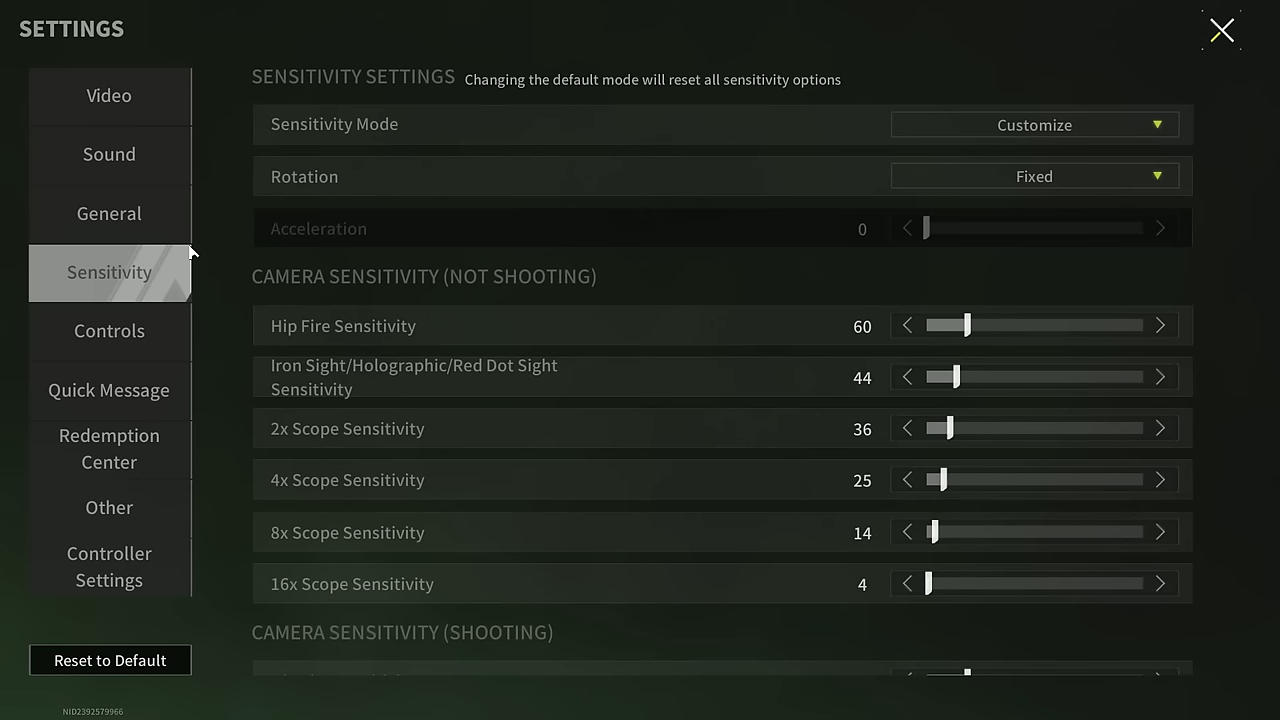 SETTINGS
Video
Sound
General
Sensitivity
Controls
Quick Message
Redemption
Center
Other
Controller
Settings
Reset to Default
NID2392579966
SENSITIVITY SETTINGS Changing the default mode will reset all sensitivity options
Sensitivity Mode Customize
Rotation Fixed
Acceleration 0
CAMERA SENSITIVITY (NOT SHOOTING)
Hip Fire Sensitivity 60
Iron Sight/Holographic/Red Dot Sight
Sensitivity 44
2x Scope Sensitivity 36
4x Scope Sensitivity 25
8x Scope Sensitivity 14
16x Scope Sensitivity 4
CAMERA SENSITIVITY (SHOOTING)